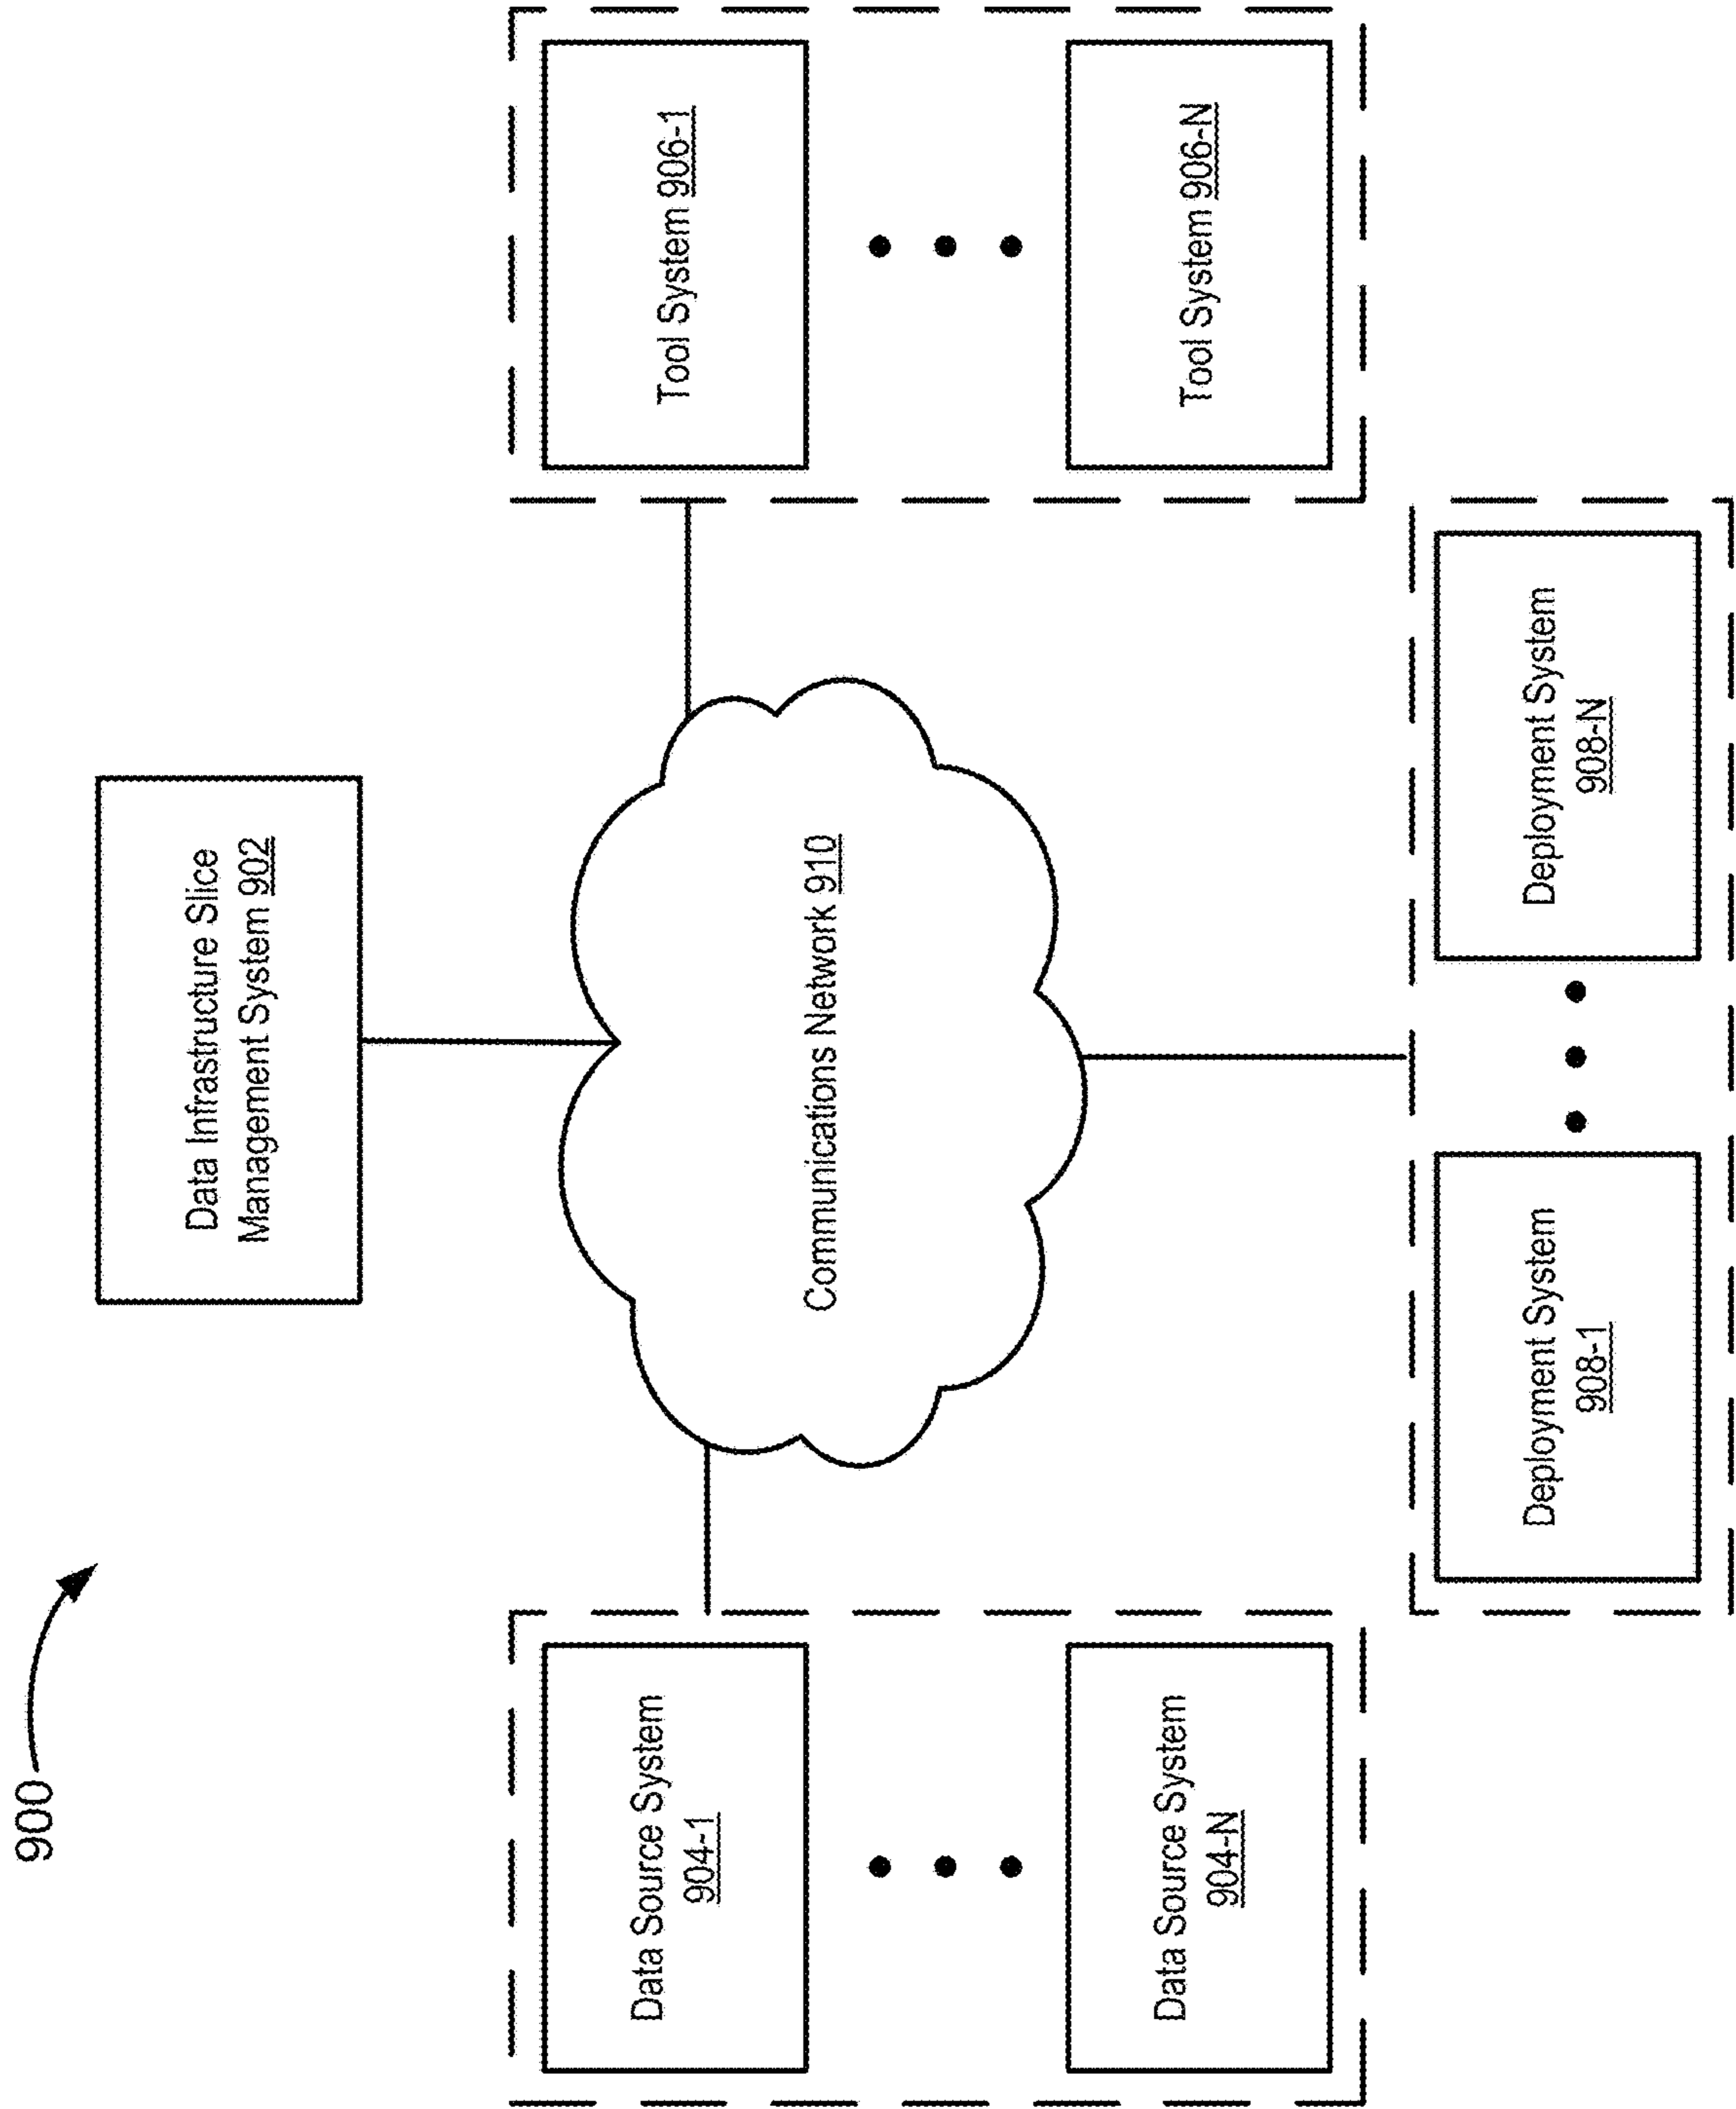 900
Data Infrastructure Slice
Management System 902
Data Source System
904-1
Data Source System
904-N
Communications Network 910
Tool System 906-1
Tool System 906-N
Deployment System
908-1
Deployment System
908-N